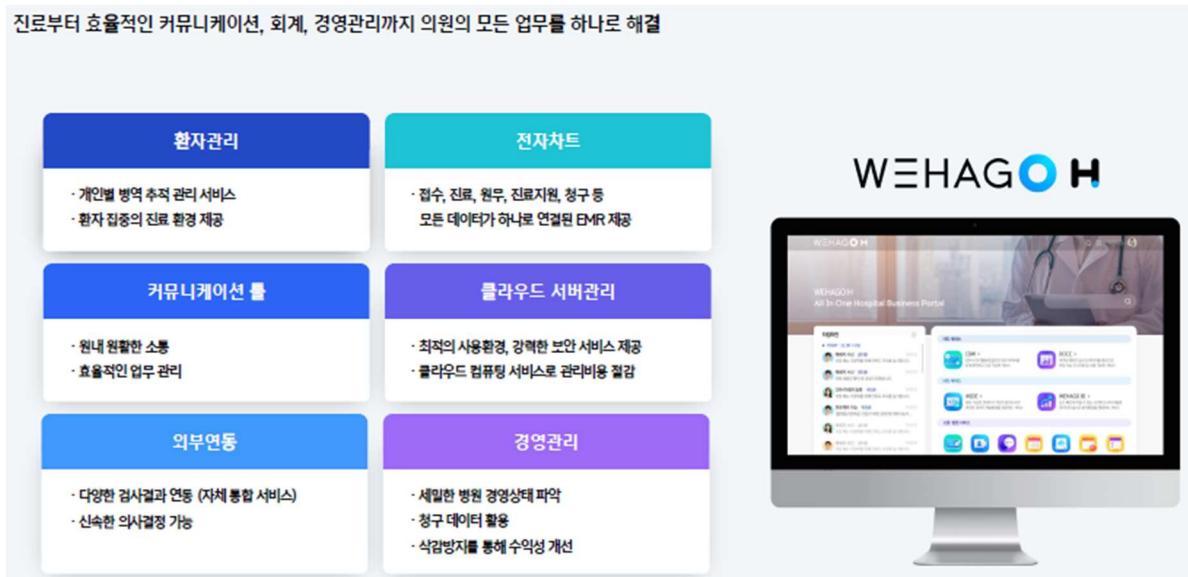 진료부터 효율적인 커뮤니케이션, 회계, 경영관리까지 의원의 모든 업무를 하나로 해결
환자관리
· 개인별 병역 추적 관리 서비스
· 환자 집중의 진료 환경 제공
전자차트
· 접수, 진료, 원무, 진료지원, 청구 등
모든 데이터가 하나로 연결된 EMR 제공
커뮤니케이션 툴
· 원내 원활한 소통
· 효율적인 업무 관리
클라우드 서버관리
· 최적의 사용환경, 강력한 보안 서비스 제공
· 클라우드 컴퓨팅 서비스로 관리비용 절감
외부연동
· 다양한 검사결과 연동 (자체 통합 서비스)
· 신속한 의사결정 가능
경영관리
· 세밀한 병원 경영상태 파악
· 청구 데이터 활용
· 삭감방지를 통해 수익성 개선
WEHAGO H
WEHAGO H
WEHAGO H
All In One Hospital Business Portal